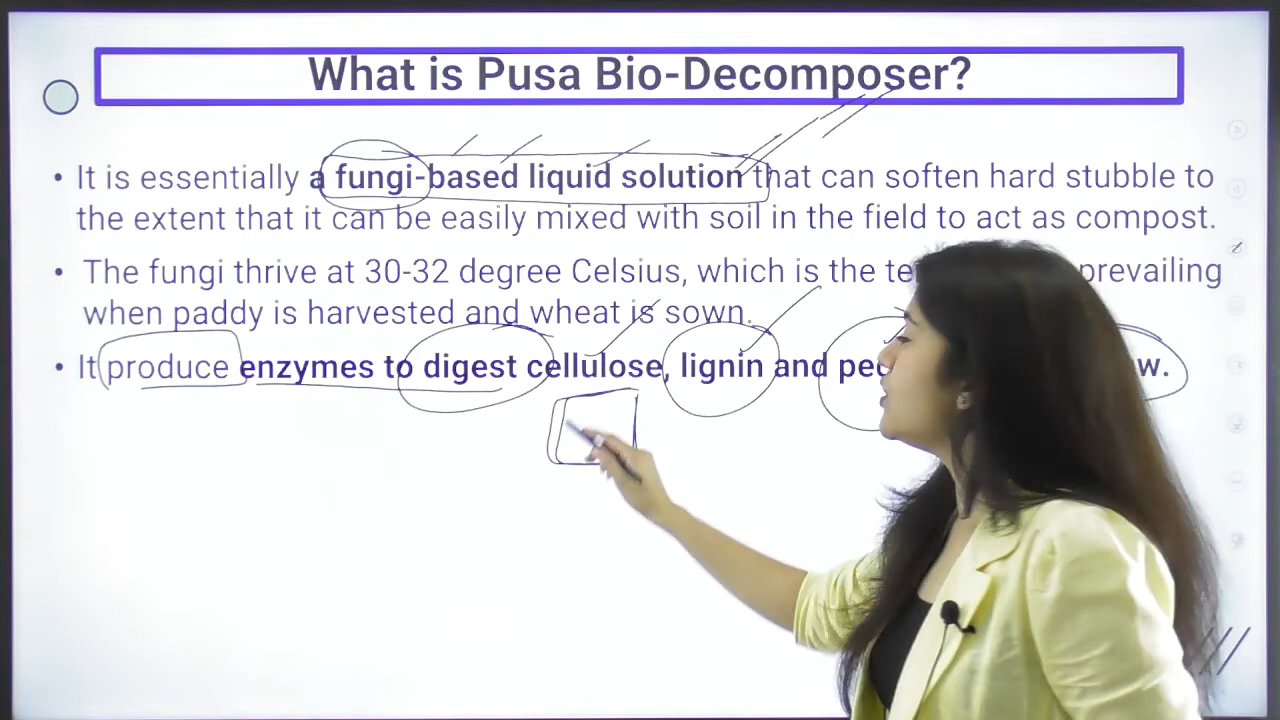 What is Pusa Bio-Decomposer?
• It is essentially a fungi-based liquid solution that can soften hard stubble to
the extent that it can be easily mixed with soil in the field to act as compost.
• The fungi thrive at 30-32 degree Celsius, which is the prevailing
when paddy is harvested and wheat is sown.
• It produce enzymes to digest cellulose, lignin and